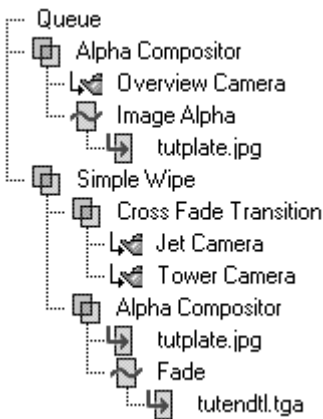 Queue
Alpha Compositor
Overview Camera
Image Alpha
tutplate.jpg
Simple Wipe
Cross Fade Transition
Jet Camera
Tower Camera
Alpha Compositor
tutplate.jpg
Fade
tutendtl.tga